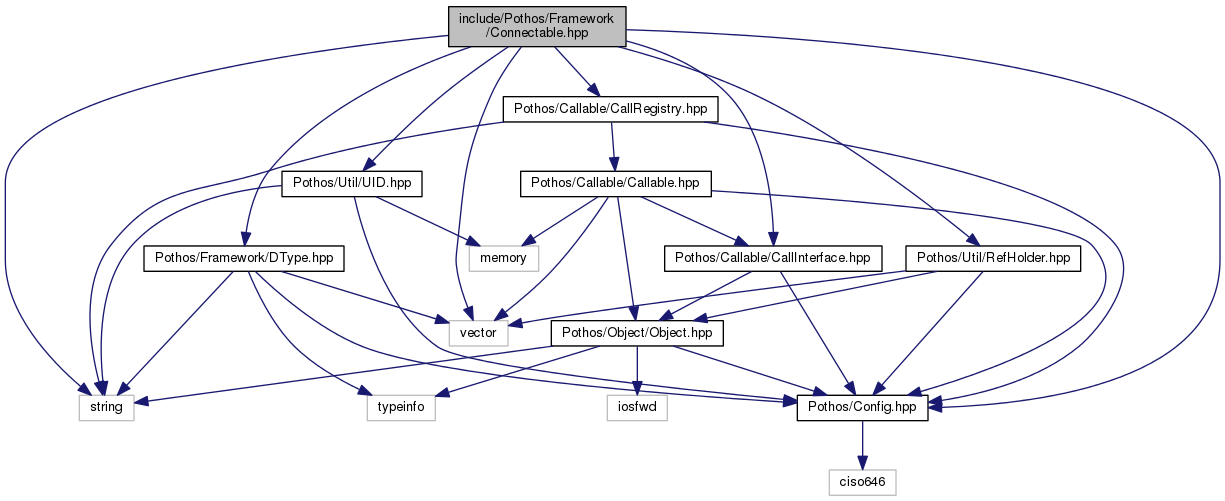 include/Pothos/Framework
/Connectable.hpp
Pothos/Callable/CallRegistry.hpp
Pothos/Util/UID.hpp
Pothos/Callable/Callable.hpp
Pothos/Framework/DType.hpp
memory
Pothos/Callable/CallInterface.hpp
Pothos/Util/RefHolder.hpp
vector
Pothos/Object/Object.hpp
string
typeinfo
iosfwd
Pothos/Config.hpp
ciso646